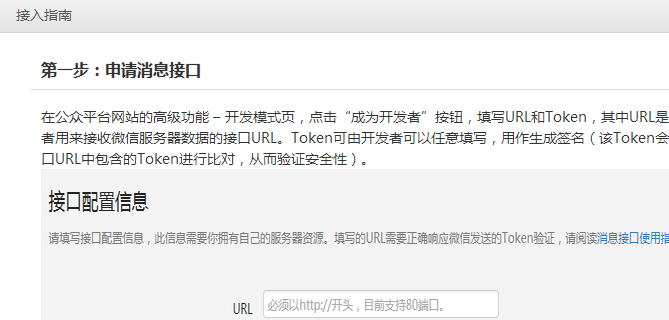 接入指南
第一步：申请消息接口
在公众平台网站的高级功能 – 开发模式页，点击“成为开发者”按钮，填写URL和Token，其中URL是
者用来接收微信服务器数据的接口URL。Token可由开发者可以任意填写，用作生成签名（该Token会
口URL中包含的Token进行比对，从而验证安全性）。
接口配置信息
请填写接口配置信息，此信息需要你拥有自己的服务器资源。填写的URL需要正确响应微信发送的Token验证，请阅读消息接口使用指
URL 必须以http://开头，目前支持80端口。